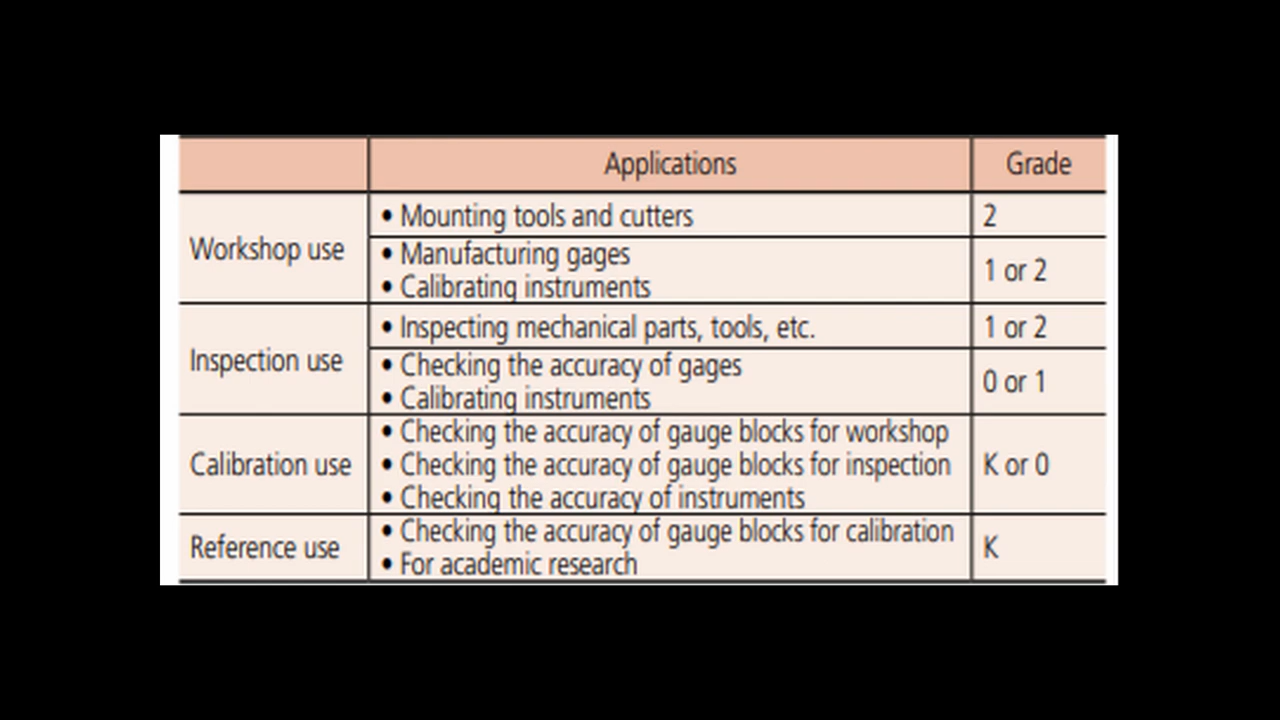 Applications Grade
Workshop use
• Mounting tools and cutters 2
• Manufacturing gages
• Calibrating instruments
1 or 2
Inspection use
• Inspecting mechanical parts, tools, etc. 1 or 2
• Checking the accuracy of gages
• Calibrating instruments
0 or 1
Calibration use
• Checking the accuracy of gauge blocks for workshop
• Checking the accuracy of gauge blocks for inspection
• Checking the accuracy of instruments
K or 0
Reference use
• Checking the accuracy of gauge blocks for calibration
• For academic research
K